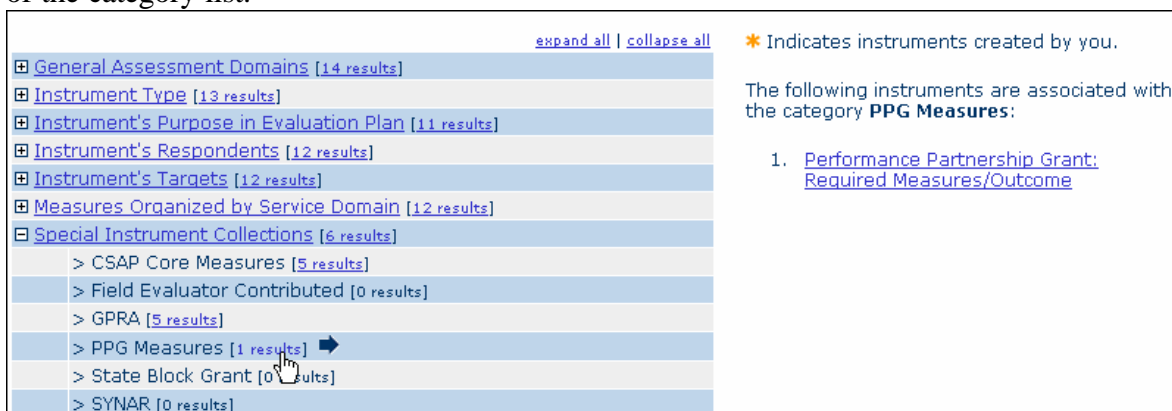 of the category list.
expand all | collapse all
General Assessment Domains [14 results]
Instrument Type [13 results]
Instrument's Purpose in Evaluation Plan [11 results]
Instrument's Respondents [12 results]
Instrument's Targets [12 results]
Measures Organized by Service Domain [12 results]
Special Instrument Collections [6 results]
> CSAP Core Measures [5 results]
> Field Evaluator Contributed [0 results]
> GPRA [5 results]
> PPG Measures [1 results]
> State Block Grant [0 results]
> SYNAR [0 results]
* Indicates instruments created by you.
The following instruments are associated with
the category PPG Measures:
1. Performance Partnership Grant:
Required Measures/Outcome